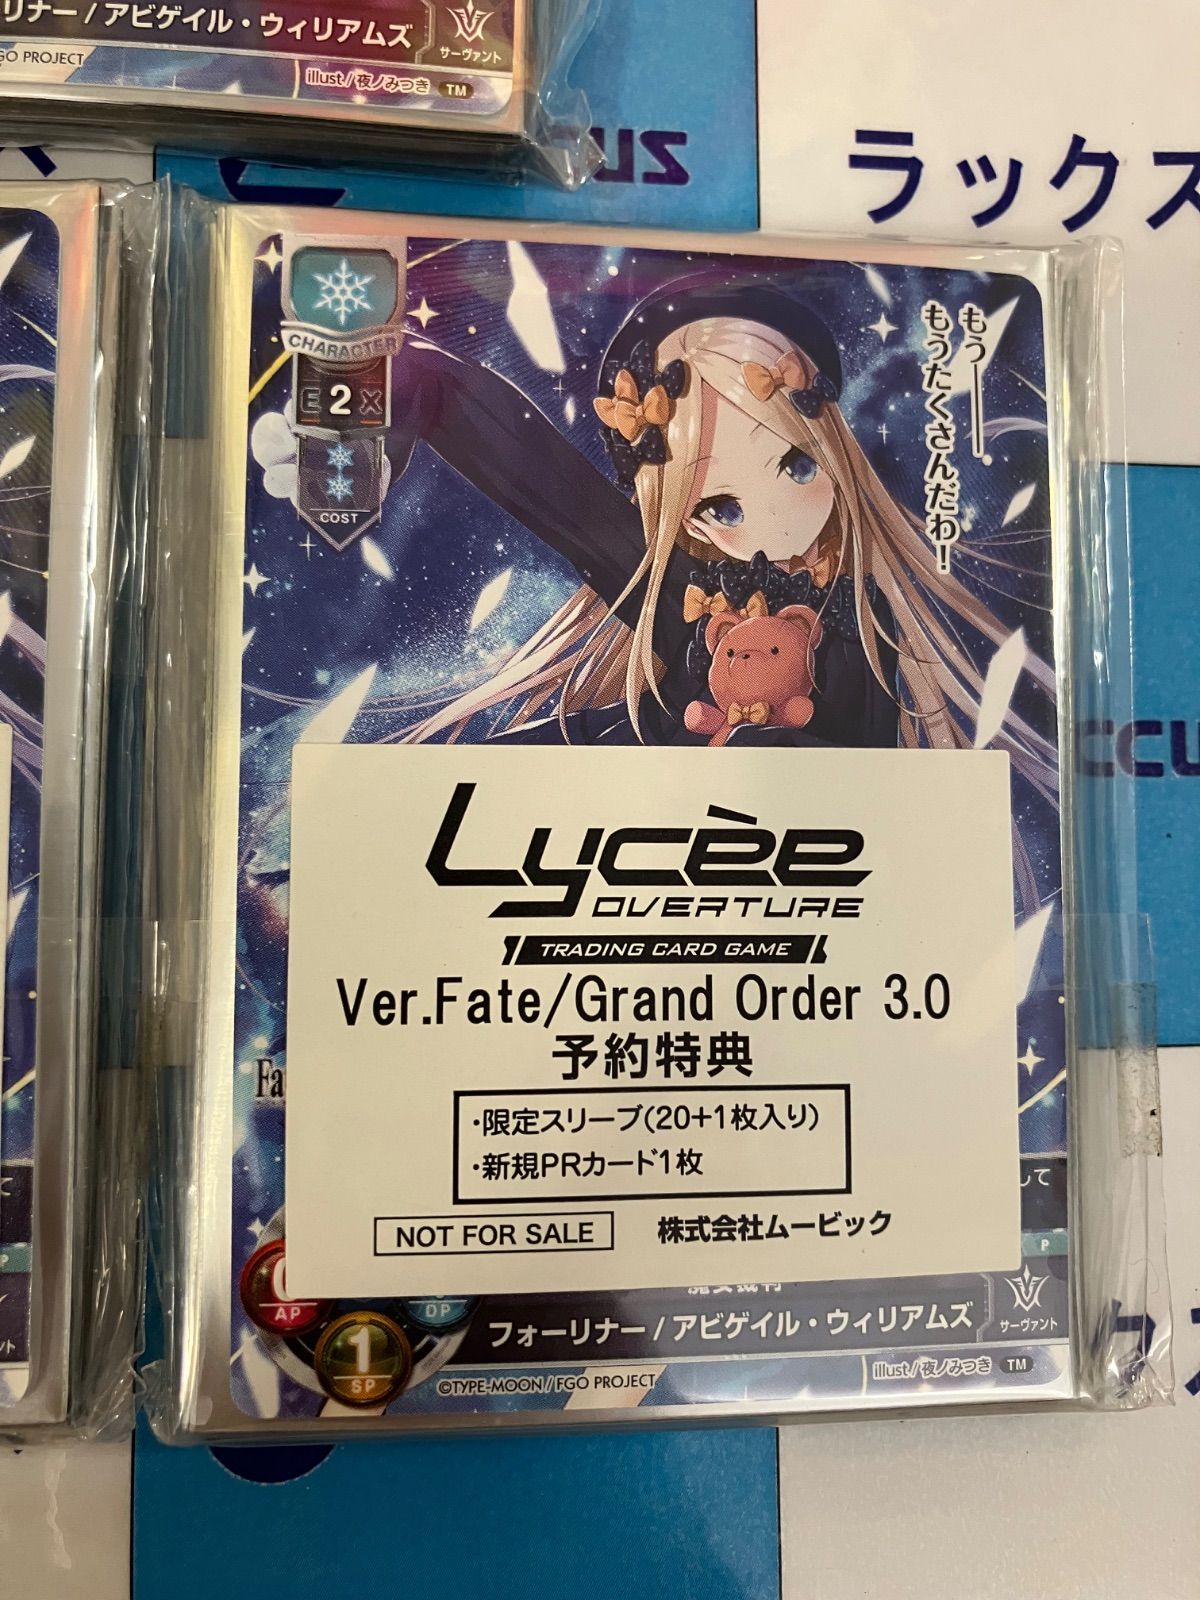 リナー / アビゲイル・ウィリアムズ
サーヴァント
GO PROJECT
illust / 夜ノみつき TM
cus
ラックス
CHARACTER
E 2 X
COST
もう――
もうたくさんだわ!
ccu
Lycèe
OVERTURE
TRADING CARD GAME
Ver.Fate/Grand Order 3.0
予約特典
・限定スリーブ(20+1枚入り)
・新規PRカード1枚
NOT FOR SALE 株式会社ムービック
Fa
て
して
P
P
AP
DP
1
SP
フォーリナー / アビゲイル・ウィリアムズ
サーヴァント
©TYPE-MOON / FGO PROJECT
illust / 夜ノみつき TM